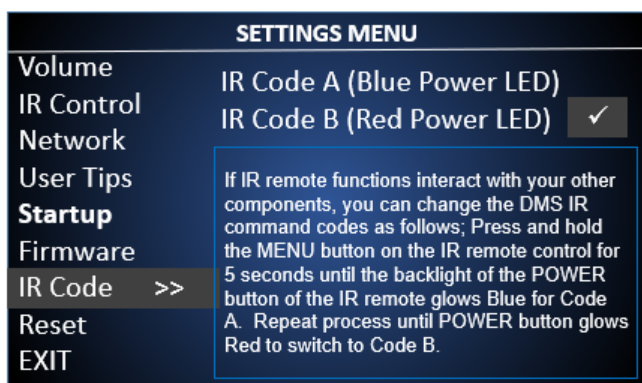 SETTINGS MENU
Volume
IR Control
Network
User Tips
Startup
Firmware
IR Code >>
Reset
EXIT
IR Code A (Blue Power LED)
IR Code B (Red Power LED) ✓
If IR remote functions interact with your other
components, you can change the DMS IR
command codes as follows; Press and hold
the MENU button on the IR remote control for
5 seconds until the backlight of the POWER
button of the IR remote glows Blue for Code
A. Repeat process until POWER button glows
Red to switch to Code B.